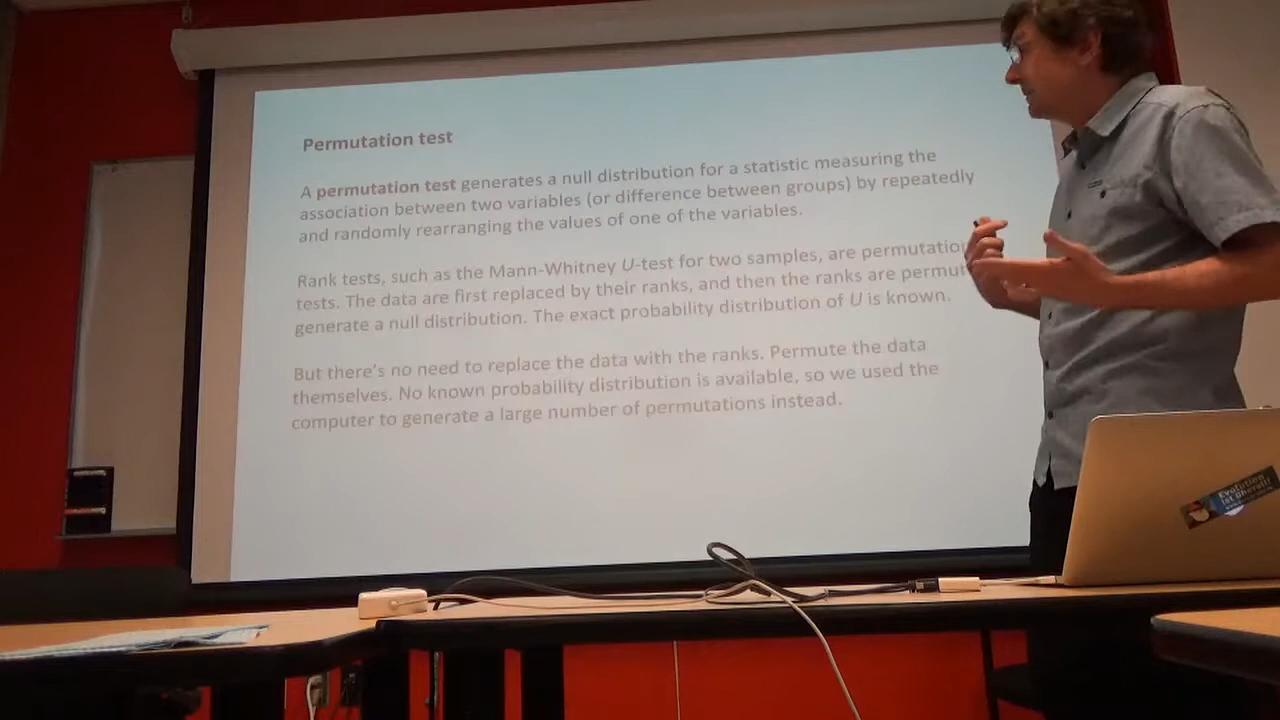 Permutation test
A permutation test generates a null distribution for a statistic measuring the
association between two variables (or difference between groups) by repeatedly
and randomly rearranging the values of one of the variables.
Rank tests, such as the Mann-Whitney U-test for two samples, are permutatio
tests. The data are first replaced by their ranks, and then the ranks are permut
generate a null distribution. The exact probability distribution of U is known.
But there's no need to replace the data with the ranks. Permute the data
themselves. No known probability distribution is available, so we used the
computer to generate a large number of permutations instead.
Evolution
ist überall!